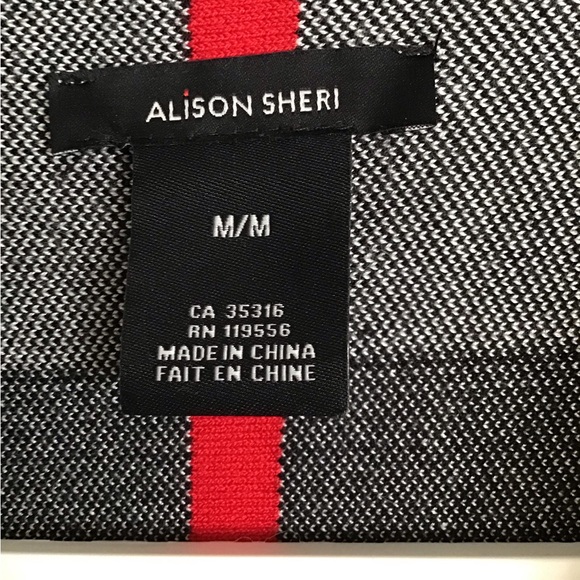 ALISON SHERI
M/M
CA 35316
RN 119556
MADE IN CHINA
FAIT EN CHINE